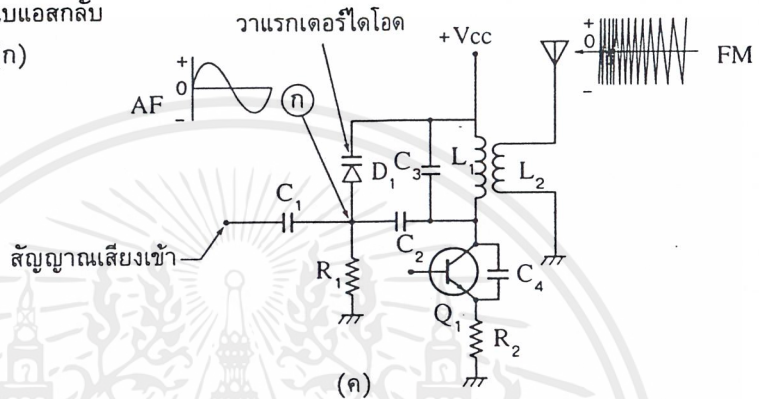 บแอสกลับ
ก)
วาแรกเตอร์ไดโอด
+Vcc
+
0
−
FM
AF
+
0
−
ก
D₁
C₃
L₁
L₂
C₁
C₂
สัญญาณเสียงเข้า
R₁
C₄
Q₁
R₂
(ค)